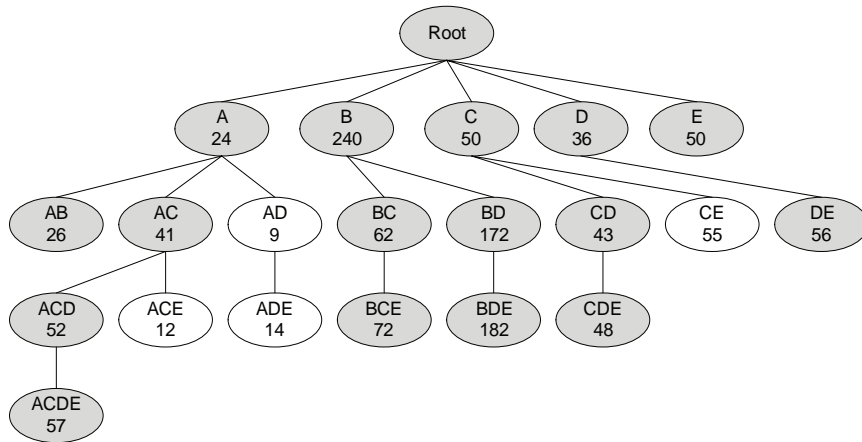 Root
A
24
B
240
C
50
D
36
E
50
AB
26
AC
41
AD
9
BC
62
BD
172
CD
43
CE
55
DE
56
ACD
52
ACE
12
ADE
14
BCE
72
BDE
182
CDE
48
ACDE
57